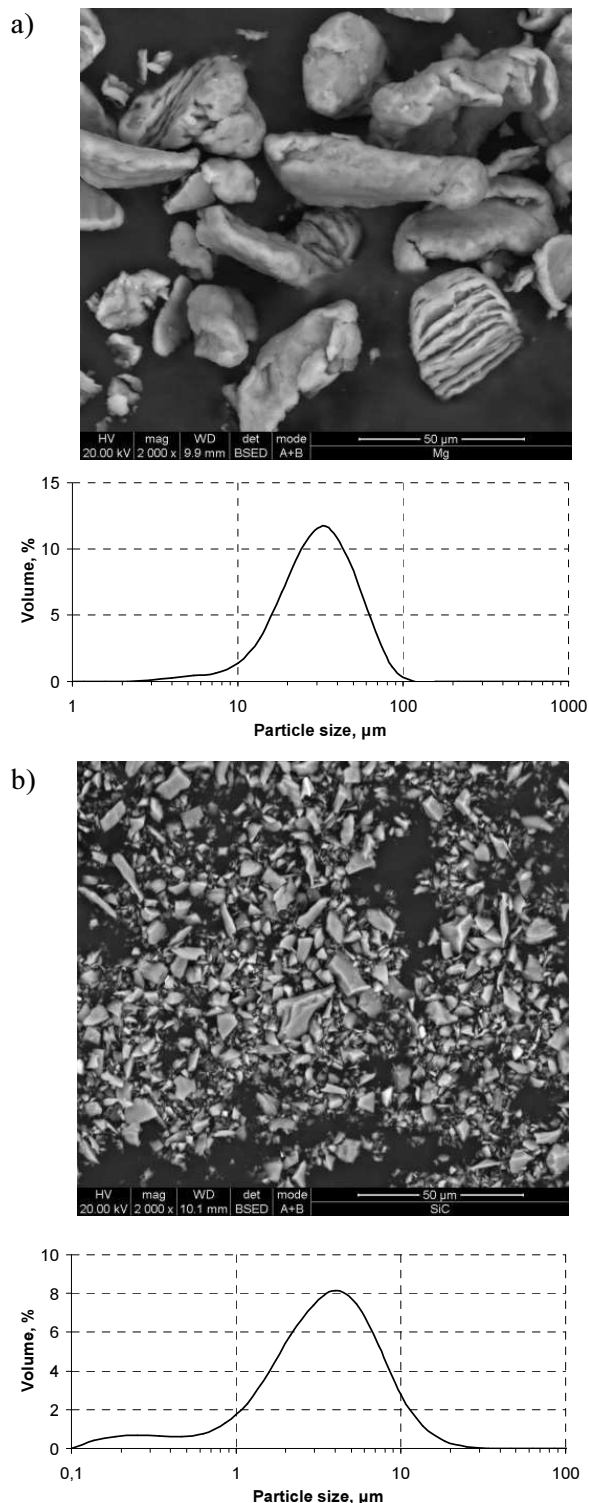 a)
HV mag WD det mode 50 µm
20.00 kV 2 000 x 9.9 mm BSED A+B Mg
15
10
5
0
Volume, %
1 10 100 1000
Particle size, µm
b)
HV mag WD det mode 50 µm
20.00 kV 2 000 x 10.1 mm BSED A+B SiC
10
8
6
4
2
0
Volume, %
0,1 1 10 100
Particle size, µm